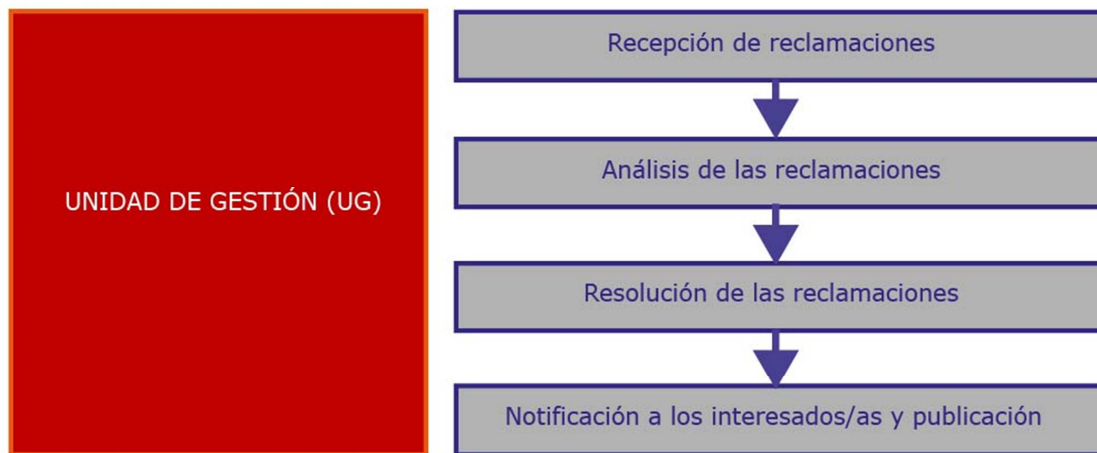 UNIDAD DE GESTIÓN (UG)
Recepción de reclamaciones
Análisis de las reclamaciones
Resolución de las reclamaciones
Notificación a los interesados/as y publicación